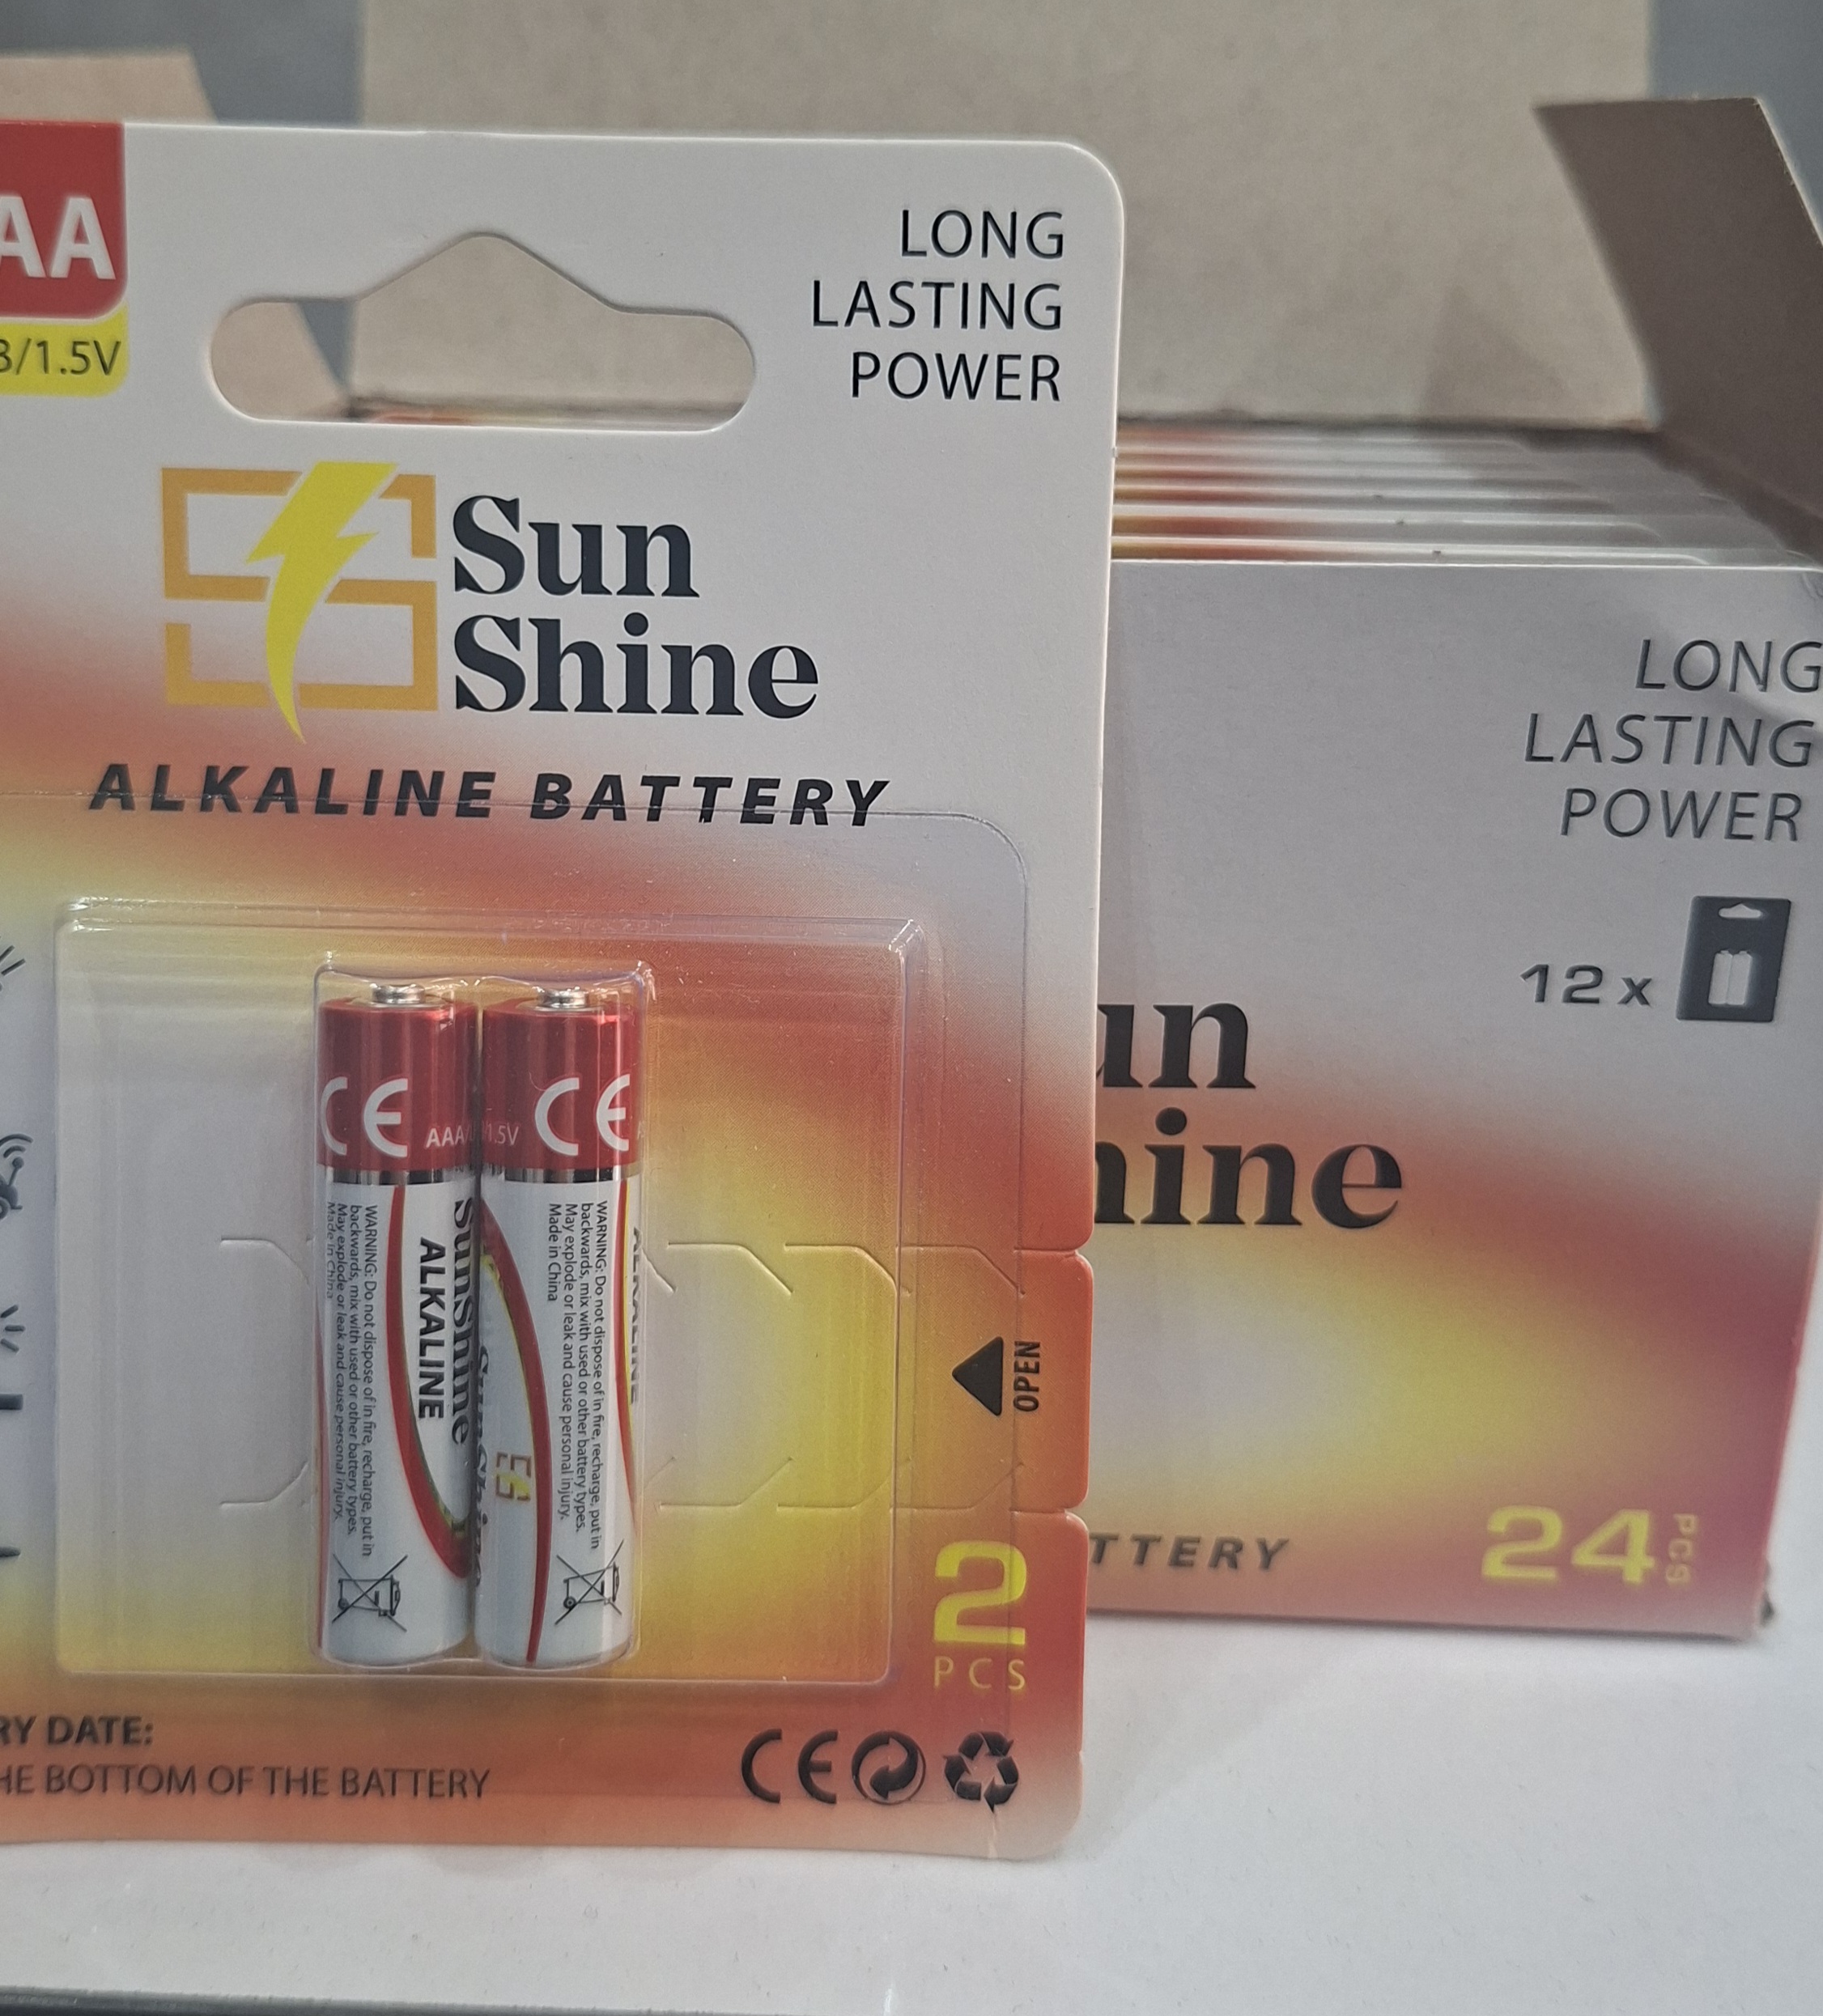 AA
3/1.5V
LONG
LASTING
POWER
Sun
Shine
ALKALINE BATTERY
CE
AAA
1.5V
CE
WARNING: Do not dispose of in fire, recharge, put in
backwards, mix with used or other battery types.
May explode or leak and cause personal injury.
Made in China
Sunshine
ALKALINE
WARNING: Do not dispose of in fire, recharge, put in
backwards, mix with used or other battery types.
May explode or leak and cause personal injury.
Made in China
SunShine
ALKALINE
OPEN
2
PCS
RY DATE:
HE BOTTOM OF THE BATTERY
CE
LONG
LASTING
POWER
12 x
un
hine
TTERY
24
PCS